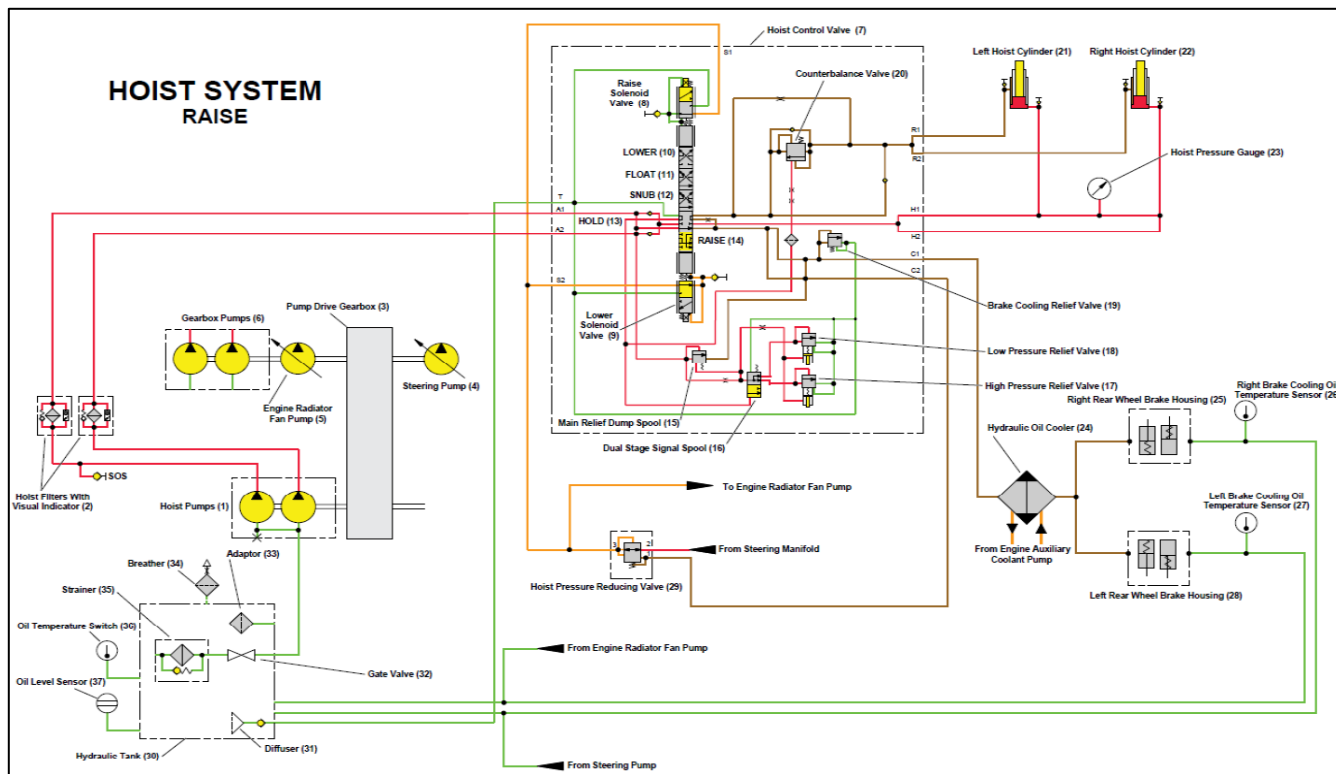 HOIST SYSTEM
RAISE
Hoist Control Valve (7)
S1
Raise
Solenoid
Valve (8)
Counterbalance Valve (20)
Left Hoist Cylinder (21)
Right Hoist Cylinder (22)
LOWER (10)
FLOAT (11)
SNUB (12)
HOLD (13)
RAISE (14)
T
A1
A2
S2
R1
R2
H1
H2
C1
C2
Hoist Pressure Gauge (23)
Pump Drive Gearbox (3)
Gearbox Pumps (6)
Steering Pump (4)
Engine Radiator
Fan Pump (5)
Lower
Solenoid
Valve (9)
Brake Cooling Relief Valve (19)
Low Pressure Relief Valve (18)
High Pressure Relief Valve (17)
Main Relief Dump Spool (15)
Dual Stage Signal Spool (16)
Right Brake Cooling Oil
Temperature Sensor (26)
Right Rear Wheel Brake Housing (25)
Hydraulic Oil Cooler (24)
SOS
Hoist Filters With
Visual Indicator (2)
Hoist Pumps (1)
To Engine Radiator Fan Pump
Left Brake Cooling Oil
Temperature Sensor (27)
3
2
From Steering Manifold
Hoist Pressure Reducing Valve (29)
From Engine Auxiliary
Coolant Pump
Left Rear Wheel Brake Housing (28)
Adaptor (33)
Breather (34)
Strainer (35)
Oil Temperature Switch (36)
Oil Level Sensor (37)
Gate Valve (32)
From Engine Radiator Fan Pump
Diffuser (31)
Hydraulic Tank (30)
From Steering Pump